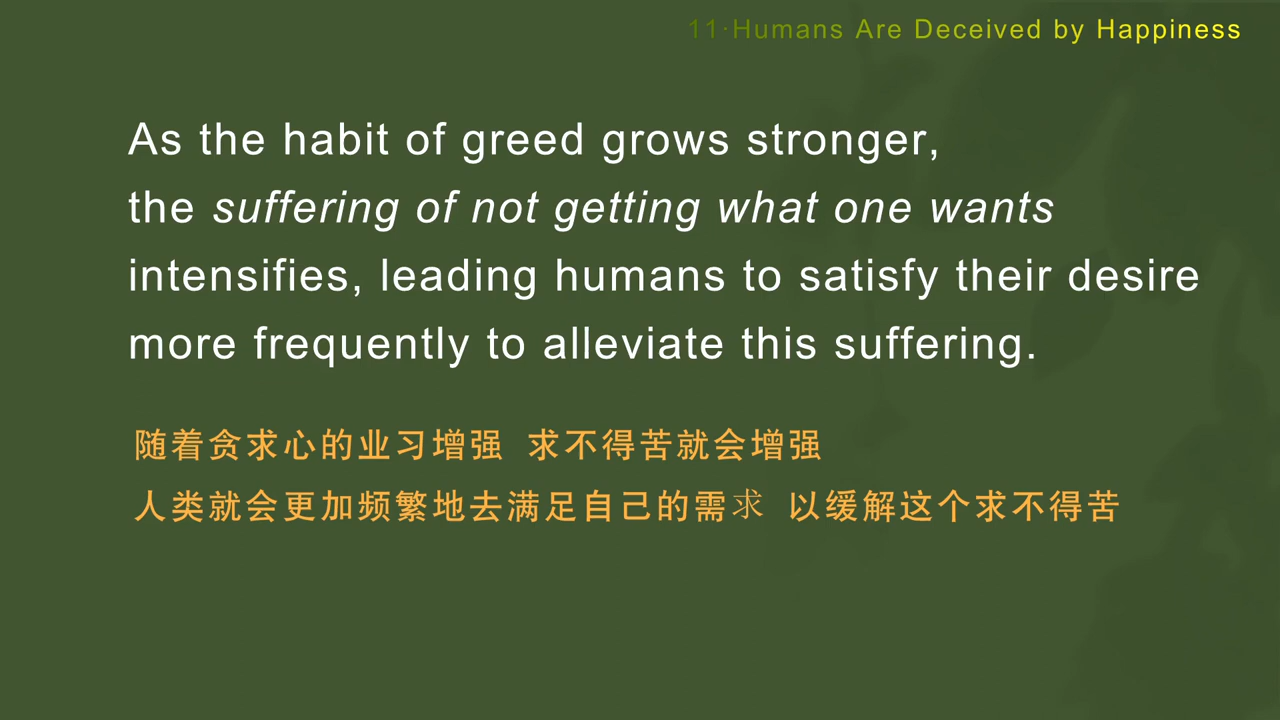 11·Humans Are Deceived by Happiness
As the habit of greed grows stronger,
the suffering of not getting what one wants
intensifies, leading humans to satisfy their desire
more frequently to alleviate this suffering.
随着贪求心的业习增强 求不得苦就会增强
人类就会更加频繁地去满足自己的需求 以缓解这个求不得苦